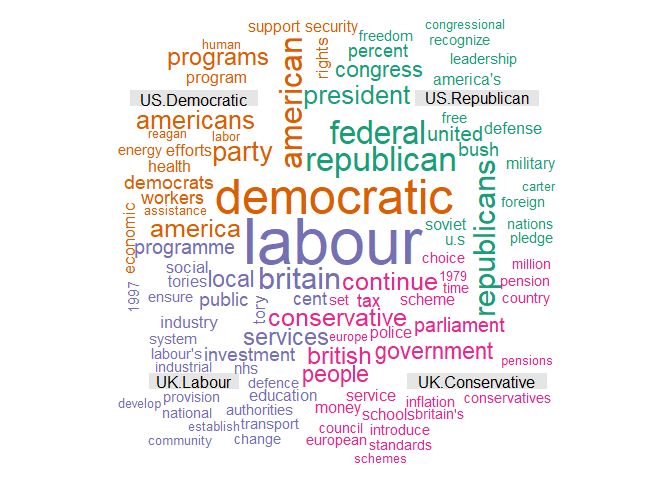 congressional
support security
freedom
recognize
human
percent
leadership
programs
rights
congress
program
america's
american
president
US.Democratic
US.Republican
americans
free
labor
federal
united
defense
reagan
energy efforts
party
republican
bush
health
military
democrats
republicans
carter
workers
democratic
foreign
assistance
america
soviet
nations
economic
labour
u.s
pledge
programme
choice
social
million
tories
local
britain
continue
1979
pension
1997
ensure
public
tory
cent
set
tax
time
scheme
country
industry
conservative
parliament
system
services
europe
police
labour's
investment
british
government
industrial
nhs
people
pensions
UK.Labour
defence
UK.Conservative
provision
education
service
inflation
conservatives
develop
national
authorities
money
schools
britain's
establish
transport
council
introduce
community
change
european
standards
schemes